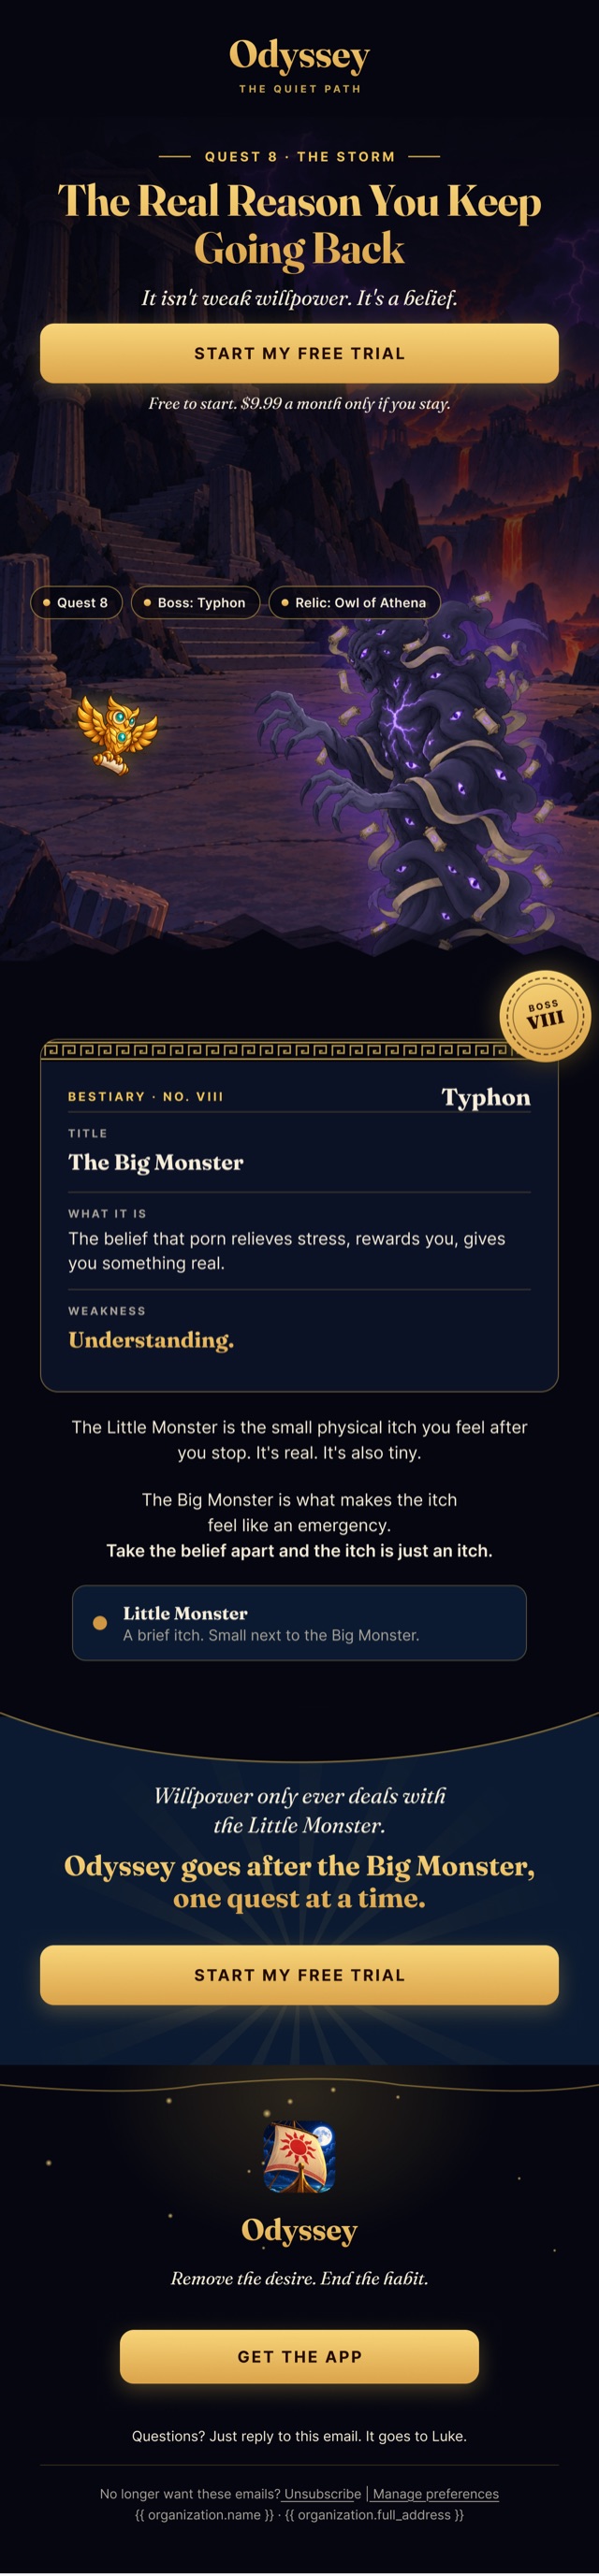 Odyssey
THE QUIET PATH
QUEST 8 · THE STORM
The Real Reason You Keep
Going Back
It isn't weak willpower. It's a belief.
START MY FREE TRIAL
Free to start. $9.99 a month only if you stay.
Quest 8
Boss: Typhon
Relic: Owl of Athena
BOSS
VIII
BESTIARY · NO. VIII
Typhon
TITLE
The Big Monster
WHAT IT IS
The belief that porn relieves stress, rewards you, gives
you something real.
WEAKNESS
Understanding.
The Little Monster is the small physical itch you feel after
you stop. It's real. It's also tiny.
The Big Monster is what makes the itch
feel like an emergency.
Take the belief apart and the itch is just an itch.
Little Monster
A brief itch. Small next to the Big Monster.
Willpower only ever deals with
the Little Monster.
Odyssey goes after the Big Monster,
one quest at a time.
START MY FREE TRIAL
Odyssey
Remove the desire. End the habit.
GET THE APP
Questions? Just reply to this email. It goes to Luke.
No longer want these emails? Unsubscribe | Manage preferences
{{ organization.name }} · {{ organization.full_address }}